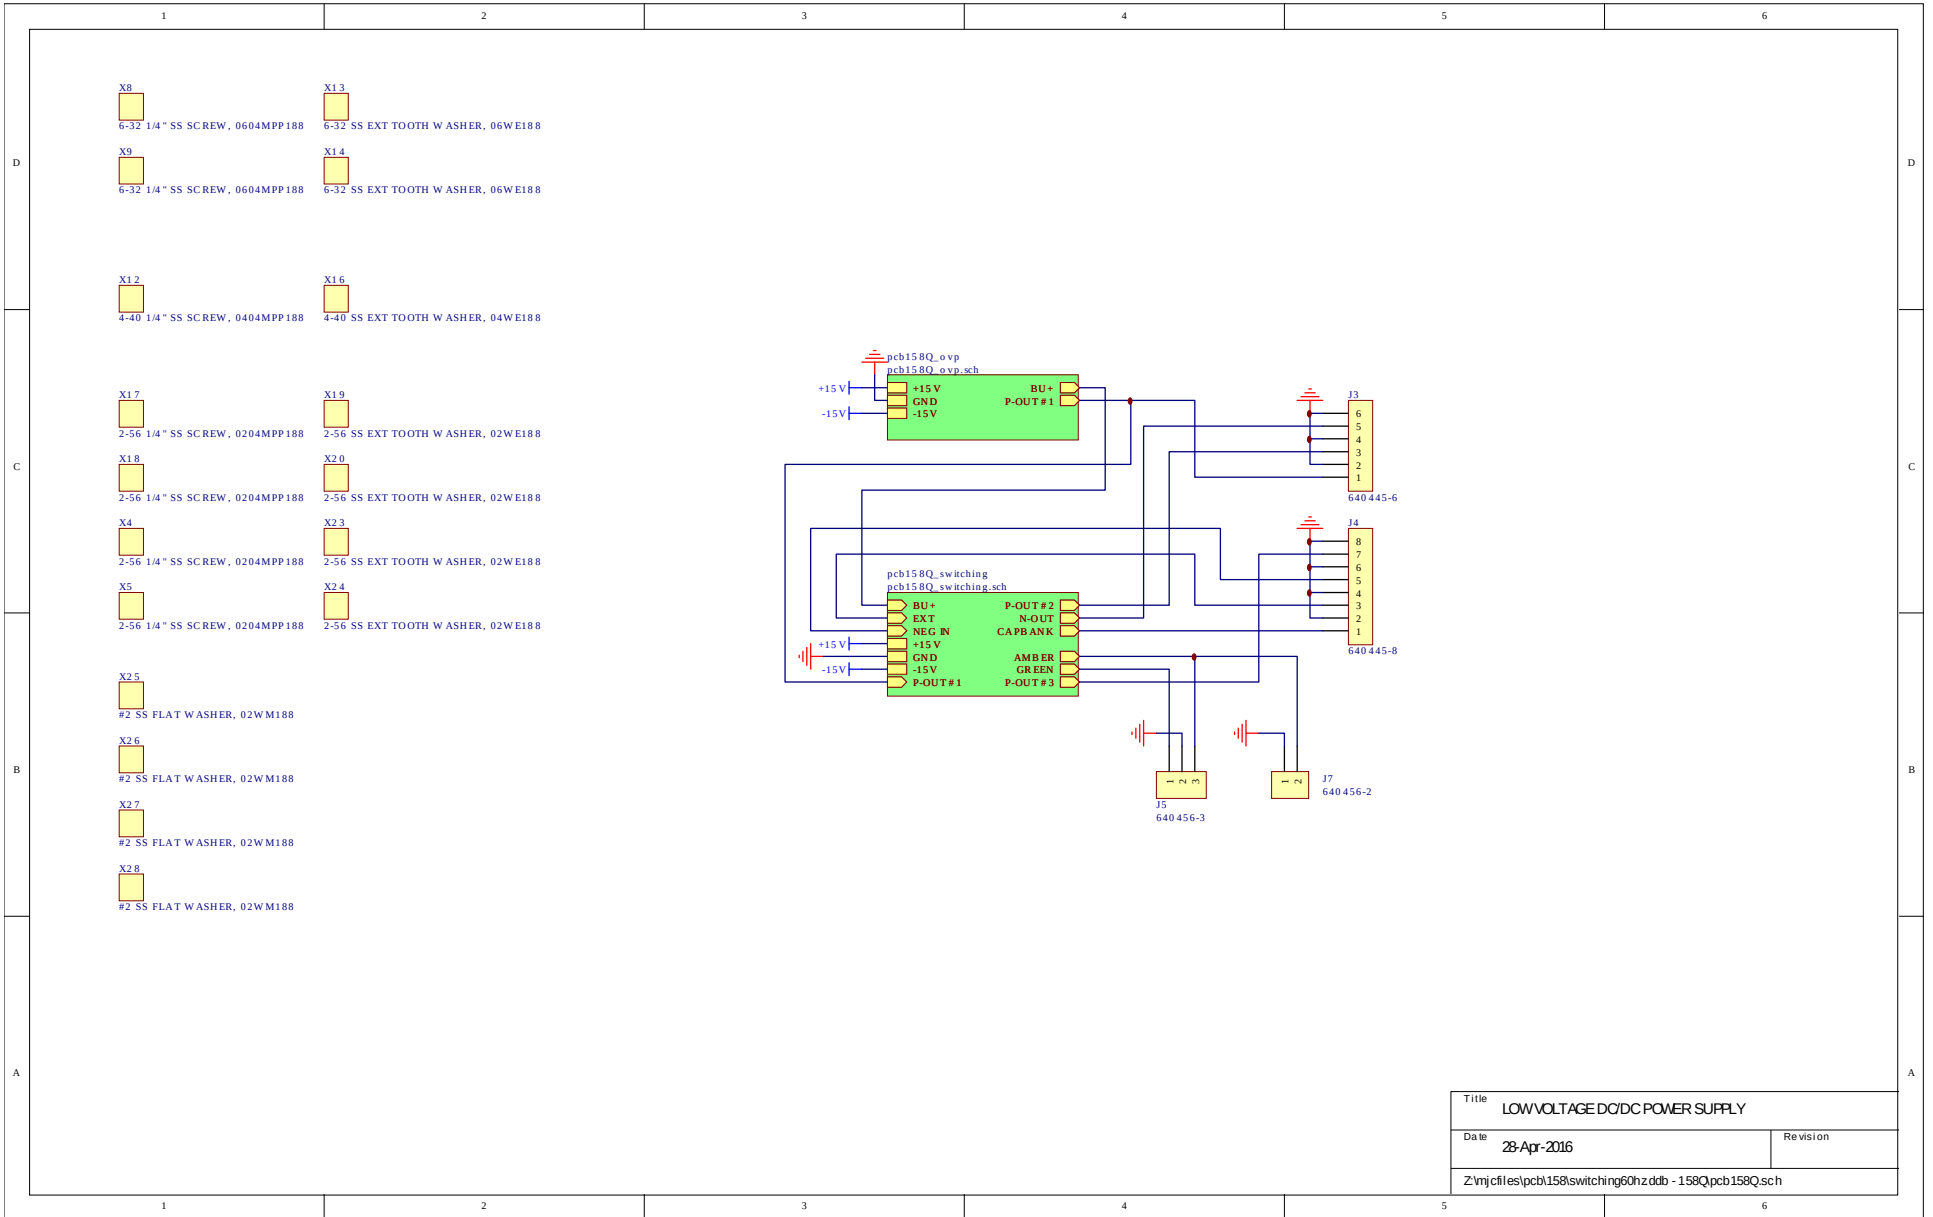 1 2 3 4 5 6
D D
C C
B B
A A
X8
6-32 1/4" SS SCREW, 0604MPP188
X13
6-32 SS EXT TOOTH WASHER, 06WE188
X9
6-32 1/4" SS SCREW, 0604MPP188
X14
6-32 SS EXT TOOTH WASHER, 06WE188
X12
4-40 1/4" SS SCREW, 0404MPP188
X16
4-40 SS EXT TOOTH WASHER, 04WE188
X17
2-56 1/4" SS SCREW, 0204MPP188
X19
2-56 SS EXT TOOTH WASHER, 02WE188
X18
2-56 1/4" SS SCREW, 0204MPP188
X20
2-56 SS EXT TOOTH WASHER, 02WE188
X4
2-56 1/4" SS SCREW, 0204MPP188
X23
2-56 SS EXT TOOTH WASHER, 02WE188
X5
2-56 1/4" SS SCREW, 0204MPP188
X24
2-56 SS EXT TOOTH WASHER, 02WE188
X25
#2 SS FLAT WASHER, 02WM188
X26
#2 SS FLAT WASHER, 02WM188
X27
#2 SS FLAT WASHER, 02WM188
X28
#2 SS FLAT WASHER, 02WM188
pcb158Q_ovp
pcb158Q_ovp.sch
+15V +15V BU+
GND P-OUT#1
-15V -15V
J3
6
5
4
3
2
1
640445-6
J4
8
7
6
5
4
3
2
1
640445-8
pcb158Q_switching
pcb158Q_switching.sch
BU+ P-OUT#2
EXT N-OUT
NEG IN CAPBANK
+15V +15V
GND AMBER
-15V -15V GREEN
P-OUT#1 P-OUT#3
1 2 3
J5
640456-3
1 2
J7
640456-2
Title
LOW VOLTAGE DC/DC POWER SUPPLY
Date
28-Apr-2016
Revision
Z:\mjcfiles\pcb\158\switching60hz.ddb - 158Q\pcb158Q.sch
1 2 3 4 5 6